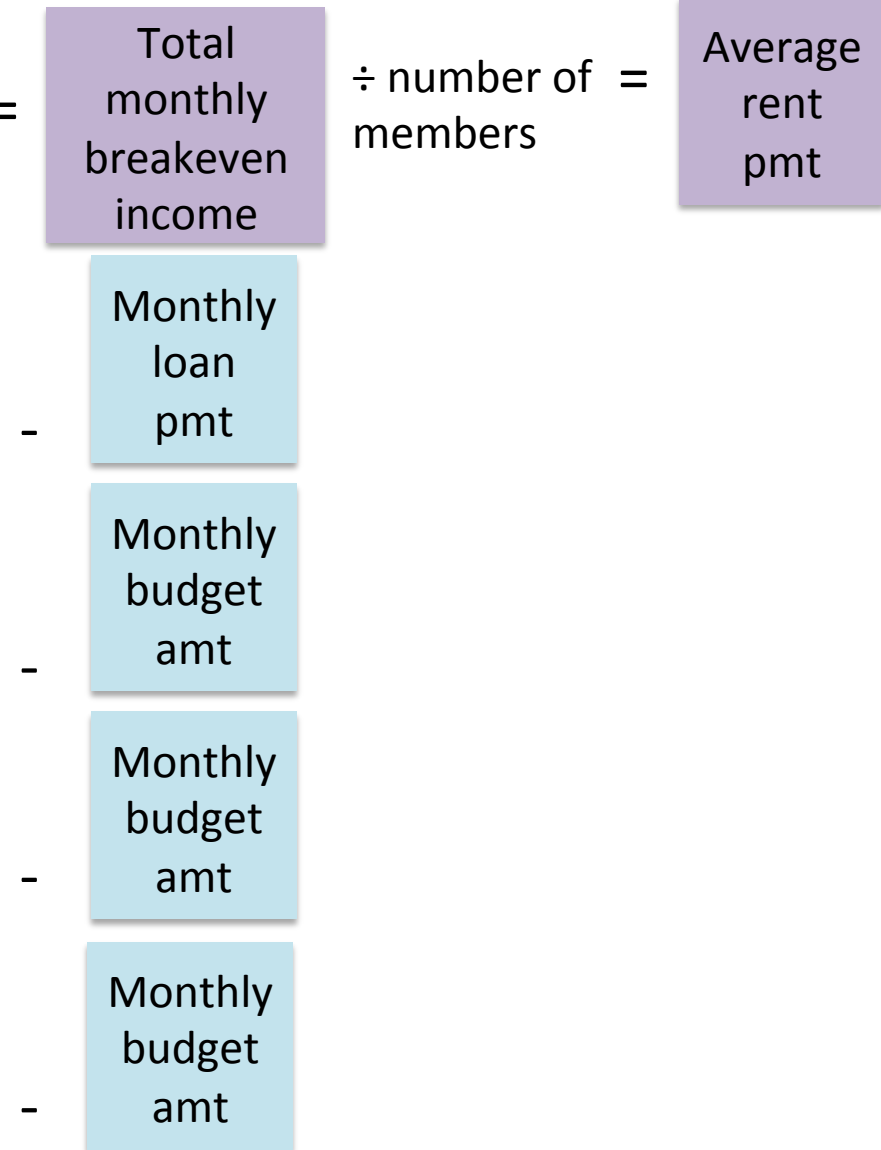 =
Total
monthly
breakeven
income
÷ number of
members
=
Average
rent
pmt
-
Monthly
loan
pmt
-
Monthly
budget
amt
-
Monthly
budget
amt
-
Monthly
budget
amt